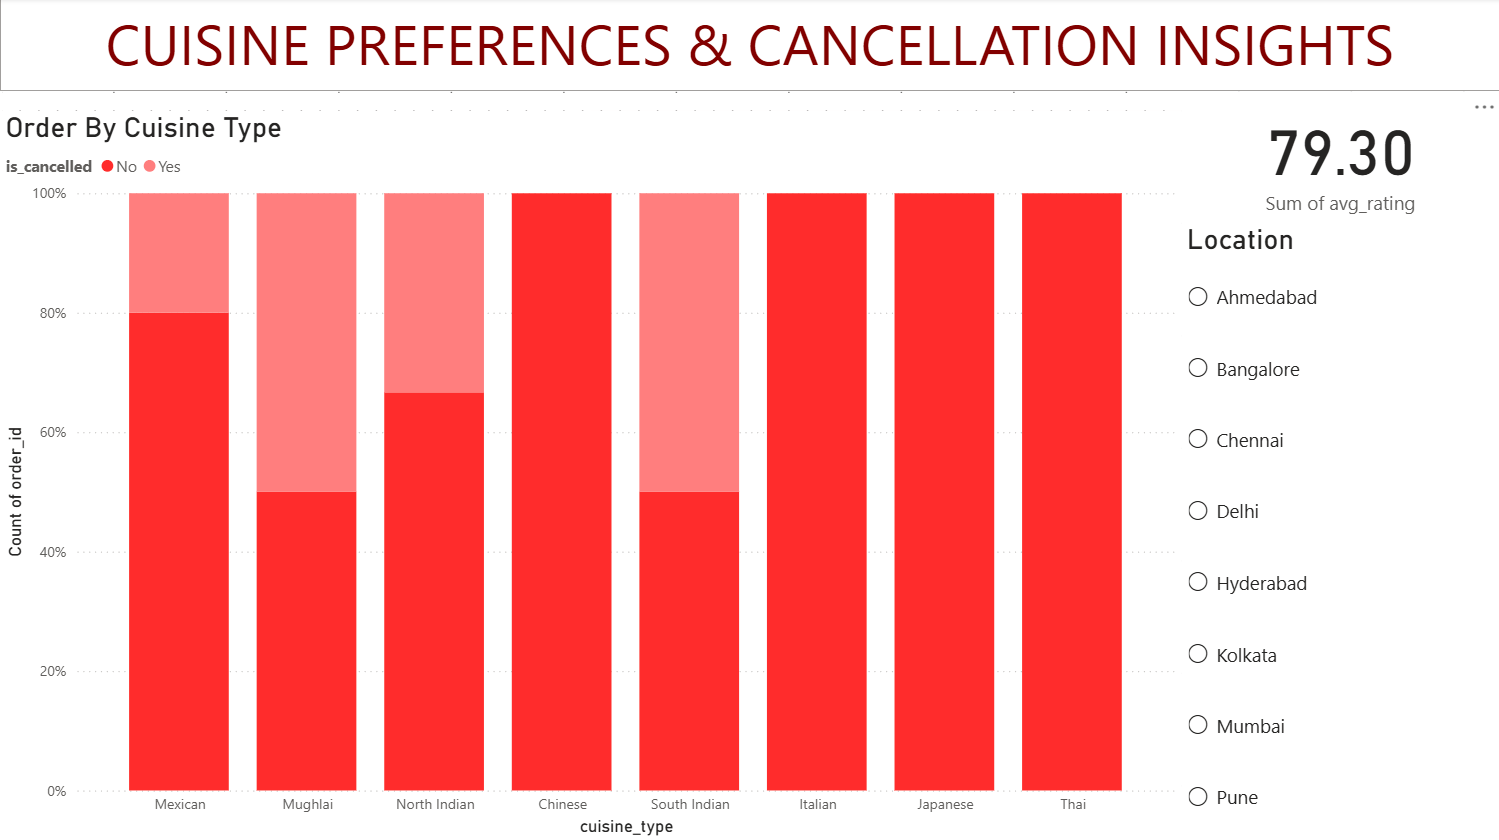 CUISINE PREFERENCES & CANCELLATION INSIGHTS
Order By Cuisine Type
is_cancelled No Yes
100%
80%
60%
40%
20%
0%
Count of order_id
Mexican Mughlai North Indian Chinese South Indian Italian Japanese Thai
cuisine_type
79.30
Sum of avg_rating
Location
Ahmedabad
Bangalore
Chennai
Delhi
Hyderabad
Kolkata
Mumbai
Pune